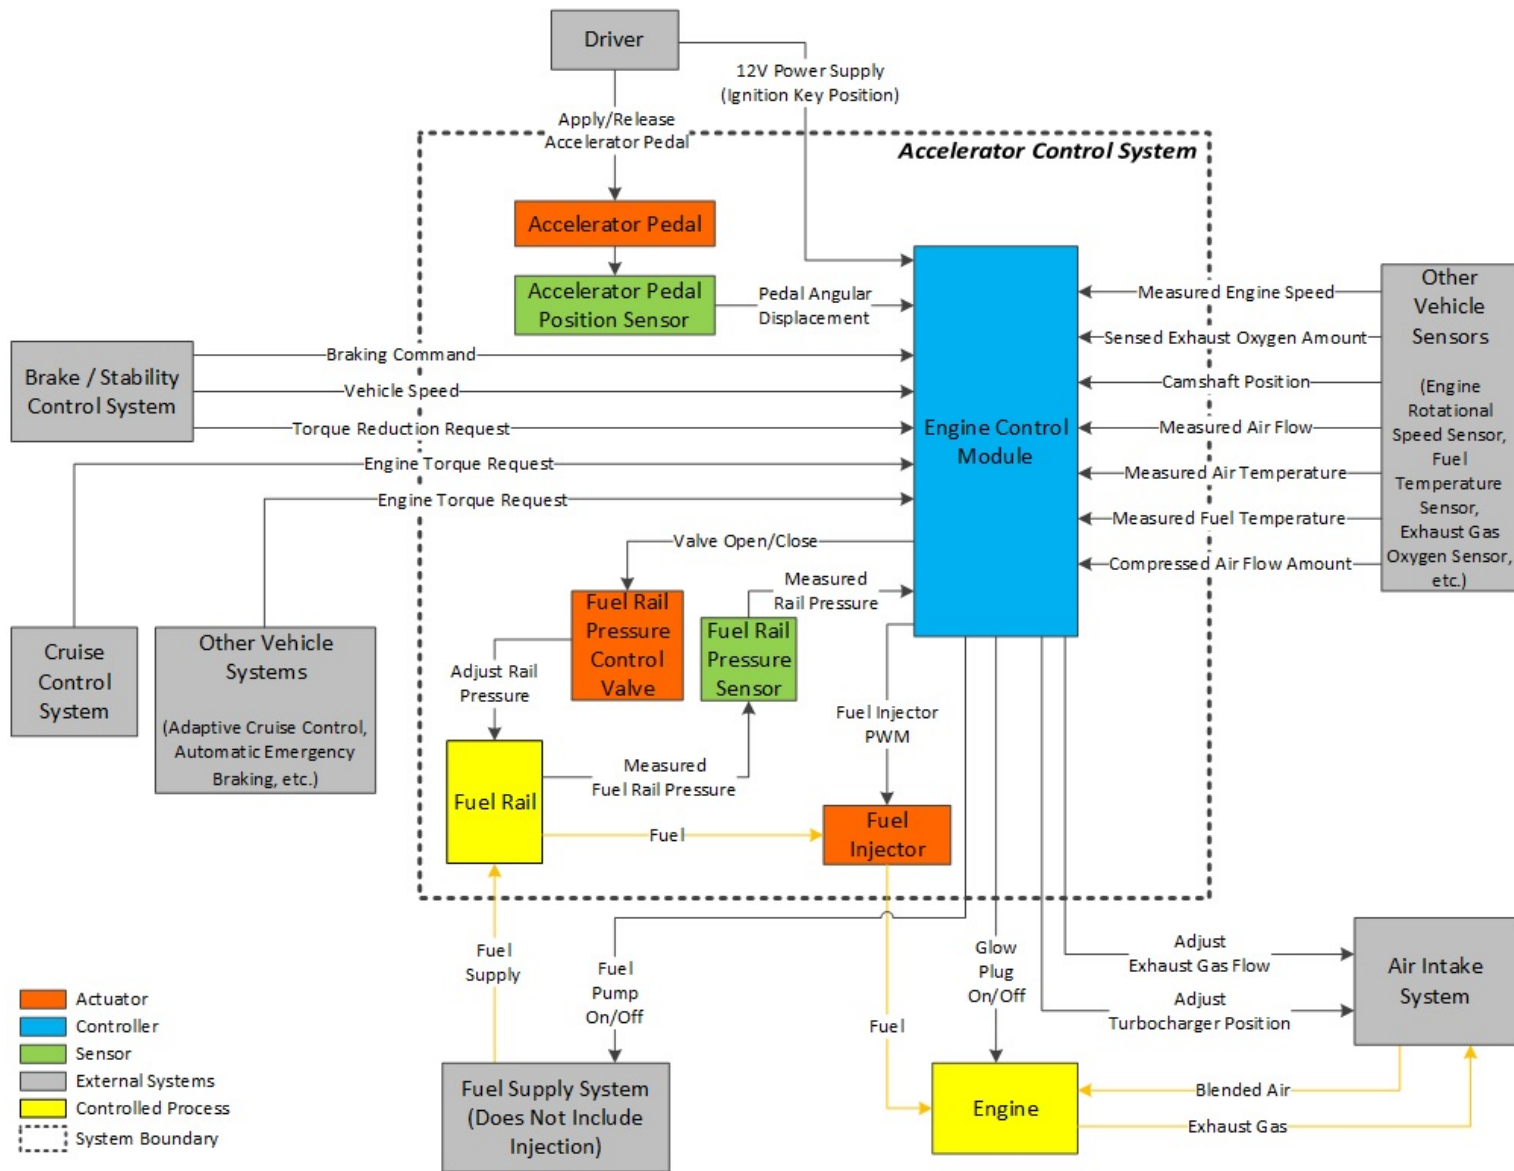 Driver
12V Power Supply
(Ignition Key Position)
Apply/Release
Accelerator Pedal
Accelerator Control System
Accelerator Pedal
Accelerator Pedal
Position Sensor
Pedal Angular
Displacement
Brake / Stability
Control System
Braking Command
Vehicle Speed
Torque Reduction Request
Engine Torque Request
Engine Torque Request
Engine Control
Module
Measured Engine Speed
Sensed Exhaust Oxygen Amount
Camshaft Position
Measured Air Flow
Measured Air Temperature
Measured Fuel Temperature
Compressed Air Flow Amount
Other
Vehicle
Sensors
(Engine
Rotational
Speed Sensor,
Fuel
Temperature
Sensor,
Exhaust Gas
Oxygen Sensor,
etc.)
Valve Open/Close
Measured
Rail Pressure
Fuel Rail
Pressure
Control
Valve
Fuel Rail
Pressure
Sensor
Cruise
Control
System
Other Vehicle
Systems
(Adaptive Cruise Control,
Automatic Emergency
Braking, etc.)
Adjust Rail
Pressure
Fuel Injector
PWM
Fuel Rail
Measured
Fuel Rail Pressure
Fuel
Fuel
Injector
Fuel
Supply
Fuel
Pump
On/Off
Glow
Plug
On/Off
Adjust
Exhaust Gas Flow
Adjust
Turbocharger Position
Air Intake
System
Fuel
Fuel Supply System
(Does Not Include
Injection)
Engine
Blended Air
Exhaust Gas
Actuator
Controller
Sensor
External Systems
Controlled Process
System Boundary